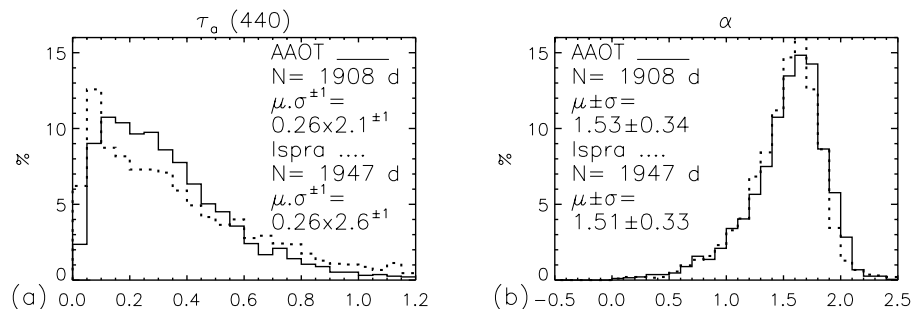 τa (440)
%
15
10
5
0
AAOT ____
N= 1908 d
μ.σ±1=
0.26x2.1±1
Ispra ....
N= 1947 d
μ.σ±1=
0.26x2.6±1
(a)
0.0 0.2 0.4 0.6 0.8 1.0 1.2
α
%
15
10
5
0
AAOT ____
N= 1908 d
μ±σ=
1.53±0.34
Ispra ....
N= 1947 d
μ±σ=
1.51±0.33
(b)
-0.5 0.0 0.5 1.0 1.5 2.0 2.5